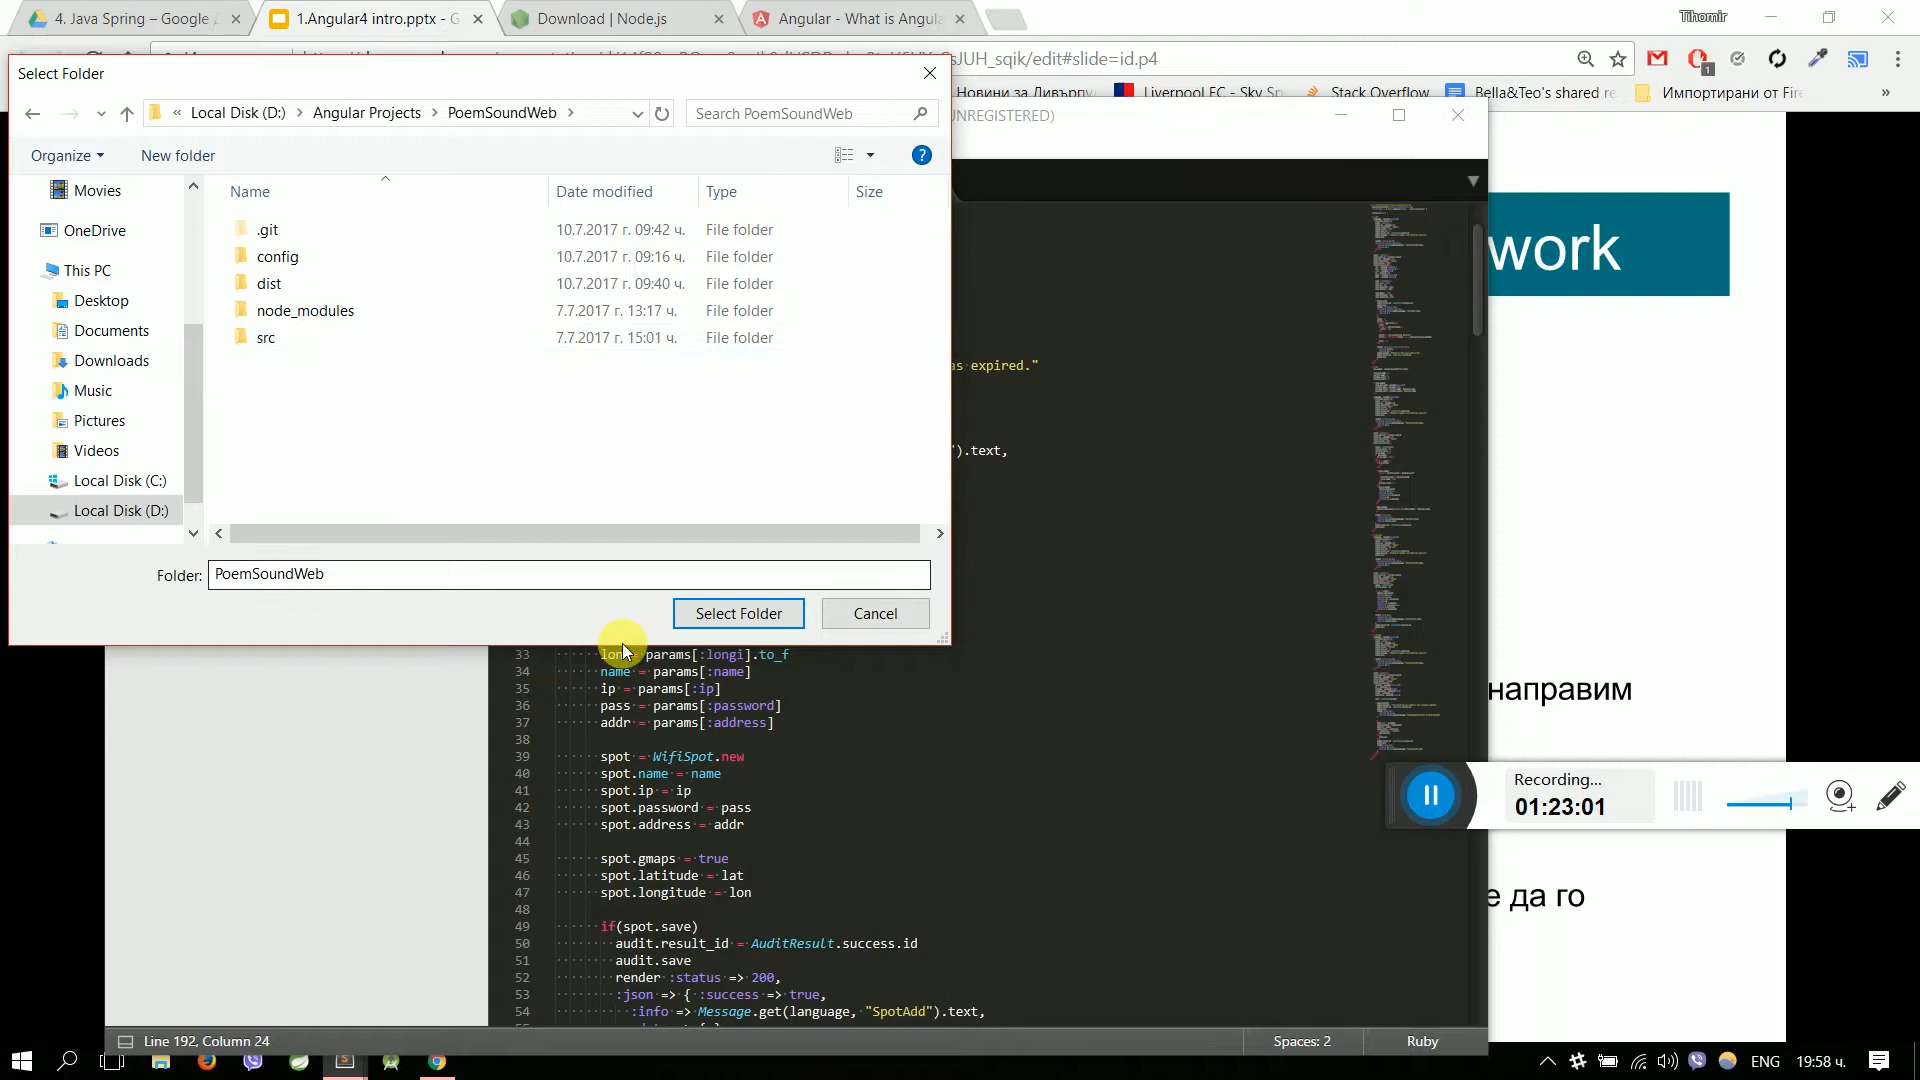 4. Java Spring – Google
1.Angular4 intro.pptx - G
Download | Node.js
Angular - What is Angula
Tihomir
sJUH_sqik/edit#slide=id.p4
1
Новини за Ливърпу
Liverpool FC - Sky Sp
Stack Overflow
Bella&Teo's shared re
Импортирани от Fire
»
Select Folder
« Local Disk (D:) > Angular Projects > PoemSoundWeb >
Search PoemSoundWeb
UNREGISTERED)
Organize
New folder
?
Movies
OneDrive
This PC
Desktop
Documents
Downloads
Music
Pictures
Videos
Local Disk (C:)
Local Disk (D:)
Name Date modified Type Size
.git 10.7.2017 г. 09:42 ч. File folder
config 10.7.2017 г. 09:16 ч. File folder
dist 10.7.2017 г. 09:40 ч. File folder
node_modules 7.7.2017 г. 13:17 ч. File folder
src 7.7.2017 г. 15:01 ч. File folder
Folder: PoemSoundWeb
Select Folder
Cancel
work
as expired."
").text,
33 lon = params[:longi].to_f
34 name = params[:name]
35 ip = params[:ip]
36 pass = params[:password]
37 addr = params[:address]
38
39 spot = WifiSpot.new
40 spot.name = name
41 spot.ip = ip
42 spot.password = pass
43 spot.address = addr
44
45 spot.gmaps = true
46 spot.latitude = lat
47 spot.longitude = lon
48
49 if(spot.save)
50 audit.result_id = AuditResult.success.id
51 audit.save
52 render :status => 200,
53 :json => { :success => true,
54 :info => Message.get(language, "SpotAdd").text,
направим
Recording...
01:23:01
е да го
Line 192, Column 24
Spaces: 2
Ruby
ENG
19:58 ч.